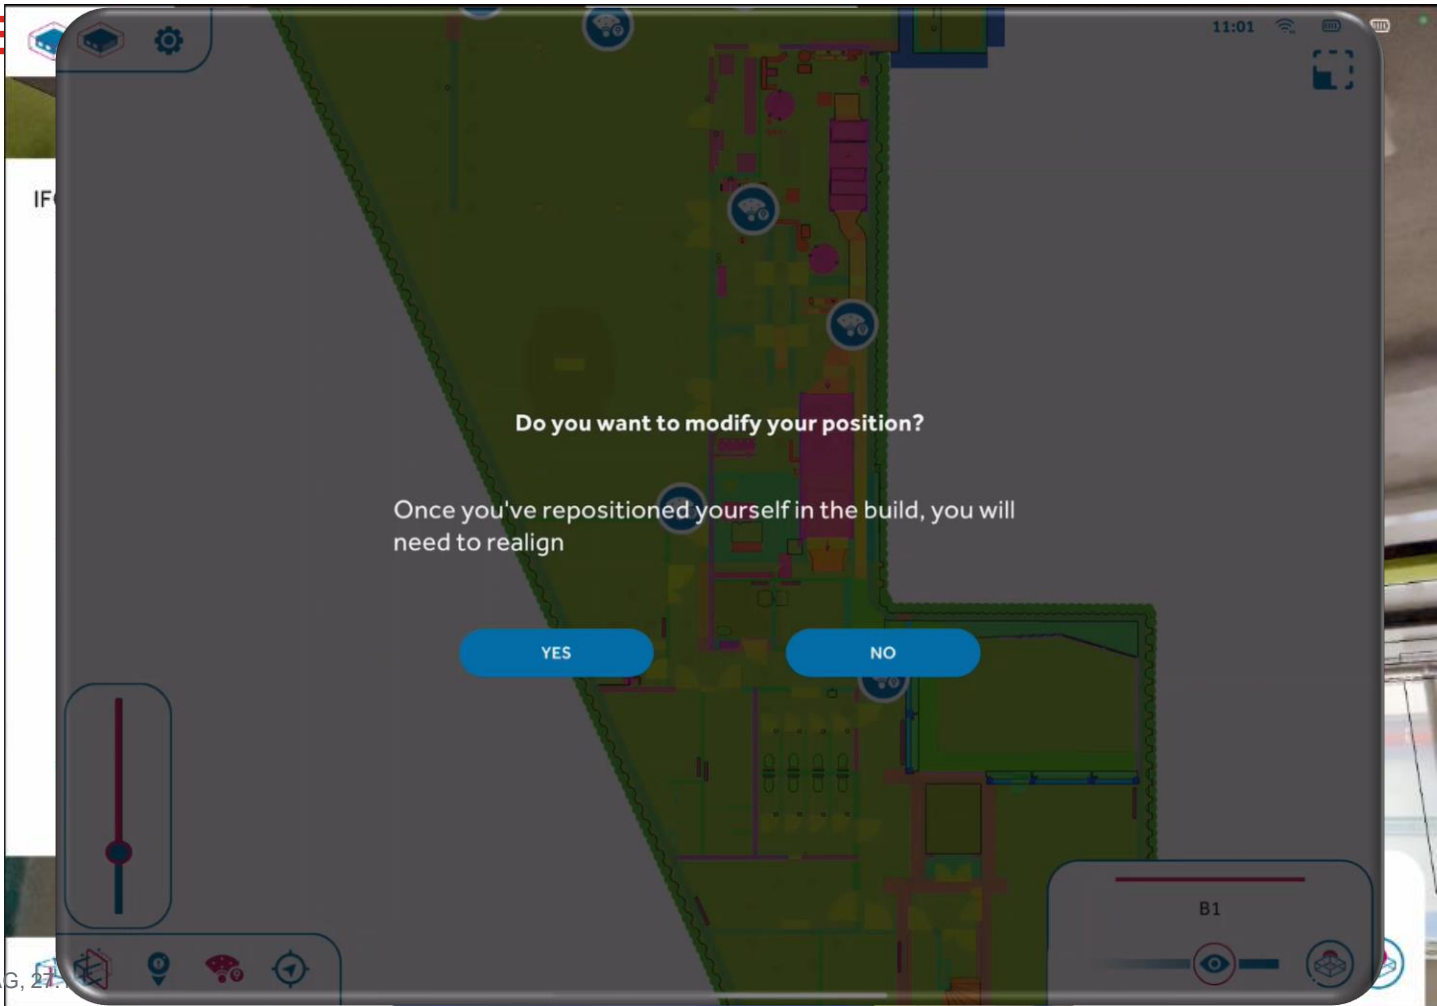 11:01
IF
Do you want to modify your position?
Once you've repositioned yourself in the build, you will
need to realign
YES
NO
B1
G, 27.